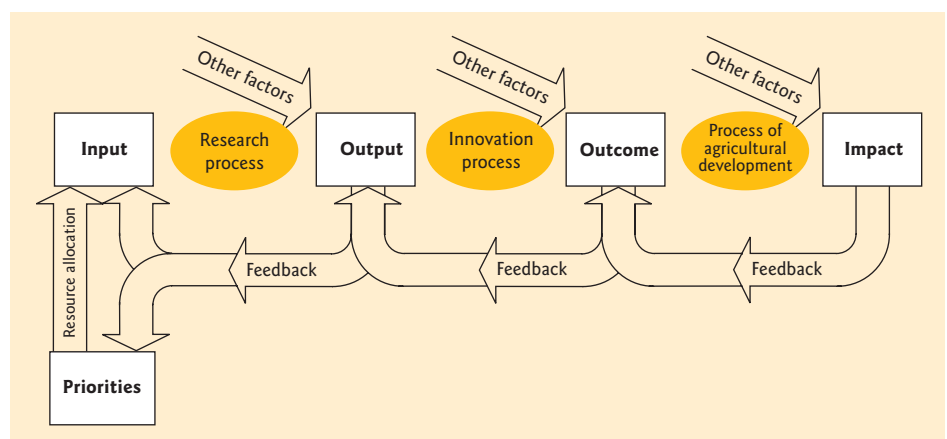 Other factors
Other factors
Other factors
Input
Research
process
Output
Innovation
process
Outcome
Process of
agricultural
development
Impact
Resource allocation
Feedback
Feedback
Feedback
Priorities